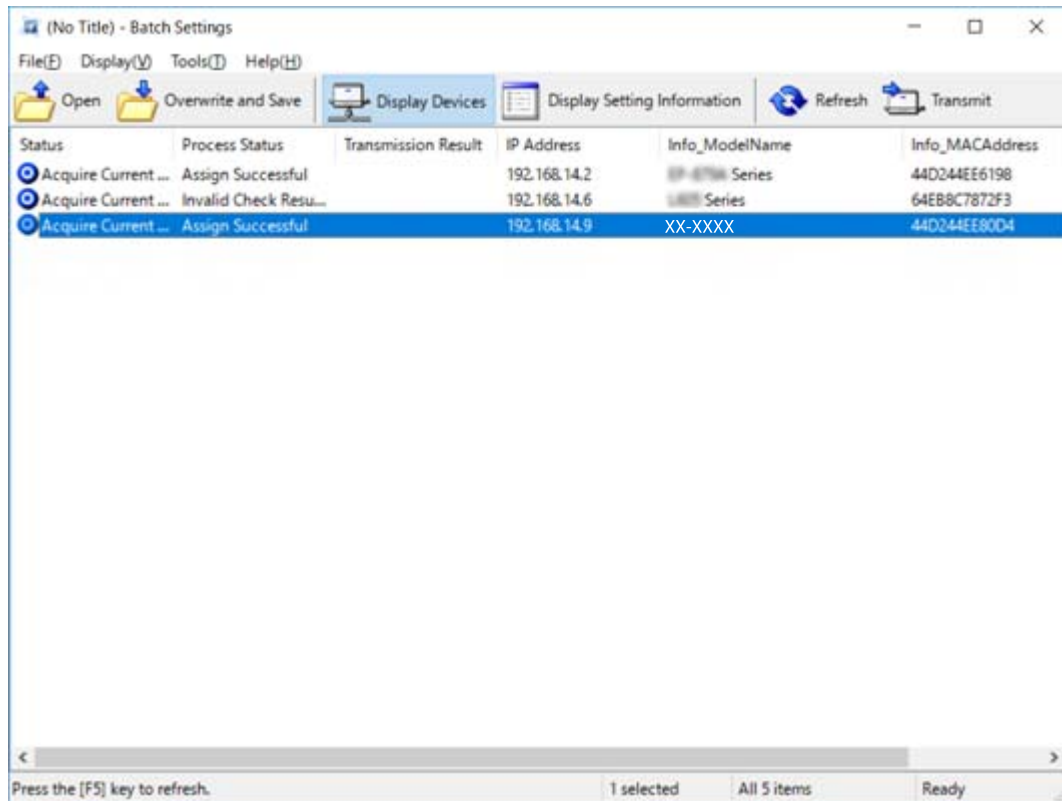 (No Title) - Batch Settings
File(F) Display(V) Tools(T) Help(H)
Open Overwrite and Save Display Devices Display Setting Information Refresh Transmit
Status Process Status Transmission Result IP Address Info_ModelName Info_MACAddress
Acquire Current ... Assign Successful 192.168.14.2 Series 44D244EE6198
Acquire Current ... Invalid Check Resu... 192.168.14.6 Series 64EB8C7872F3
Acquire Current ... Assign Successful 192.168.14.9 XX-XXXX 44D244EE80D4
Press the [F5] key to refresh. 1 selected All 5 items Ready